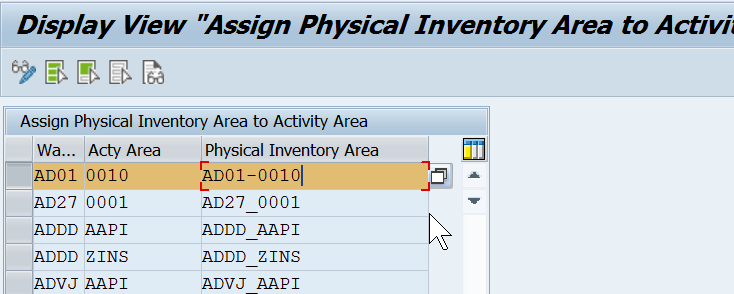 Display View "Assign Physical Inventory Area to Activi
Assign Physical Inventory Area to Activity Area
Wa... Acty Area Physical Inventory Area
AD01 0010 AD01-0010
AD27 0001 AD27_0001
ADDD AAPI ADDD_AAPI
ADDD ZINS ADDD_ZINS
ADVJ AAPI ADVJ_AAPI